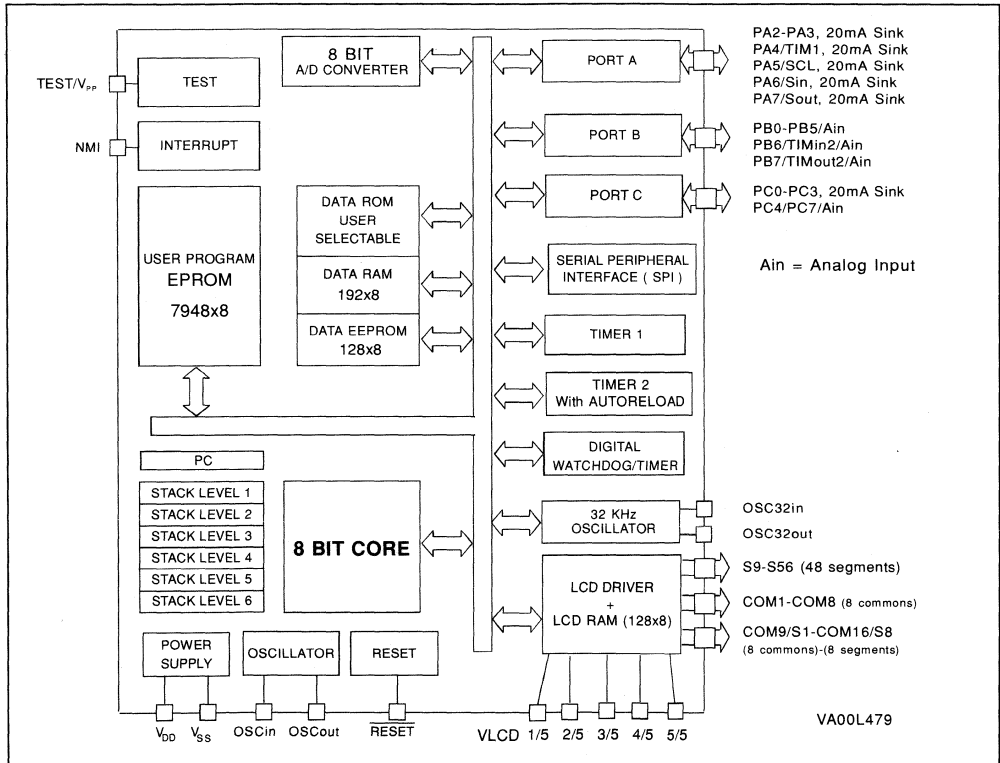 8 BIT
A/D CONVERTER
PORT A
PA2-PA3, 20mA Sink
PA4/TIM1, 20mA Sink
PA5/SCL, 20mA Sink
PA6/Sin, 20mA Sink
PA7/Sout, 20mA Sink
TEST/VPP
TEST
NMI
INTERRUPT
PORT B
PB0-PB5/Ain
PB6/TIMin2/Ain
PB7/TIMout2/Ain
PORT C
PC0-PC3, 20mA Sink
PC4/PC7/Ain
USER PROGRAM
EPROM
7948x8
DATA ROM
USER
SELECTABLE
DATA RAM
192x8
DATA EEPROM
128x8
SERIAL PERIPHERAL
INTERFACE ( SPI )
Ain = Analog Input
TIMER 1
TIMER 2
With AUTORELOAD
DIGITAL
WATCHDOG/TIMER
PC
STACK LEVEL 1
STACK LEVEL 2
STACK LEVEL 3
STACK LEVEL 4
STACK LEVEL 5
STACK LEVEL 6
8 BIT CORE
32 KHz
OSCILLATOR
OSC32in
OSC32out
LCD DRIVER
+
LCD RAM (128x8)
S9-S56 (48 segments)
COM1-COM8 (8 commons)
COM9/S1-COM16/S8
(8 commons)-(8 segments)
POWER
SUPPLY
OSCILLATOR
RESET
VDD VSS OSCin OSCout RESET VLCD 1/5 2/5 3/5 4/5 5/5
VA00L479